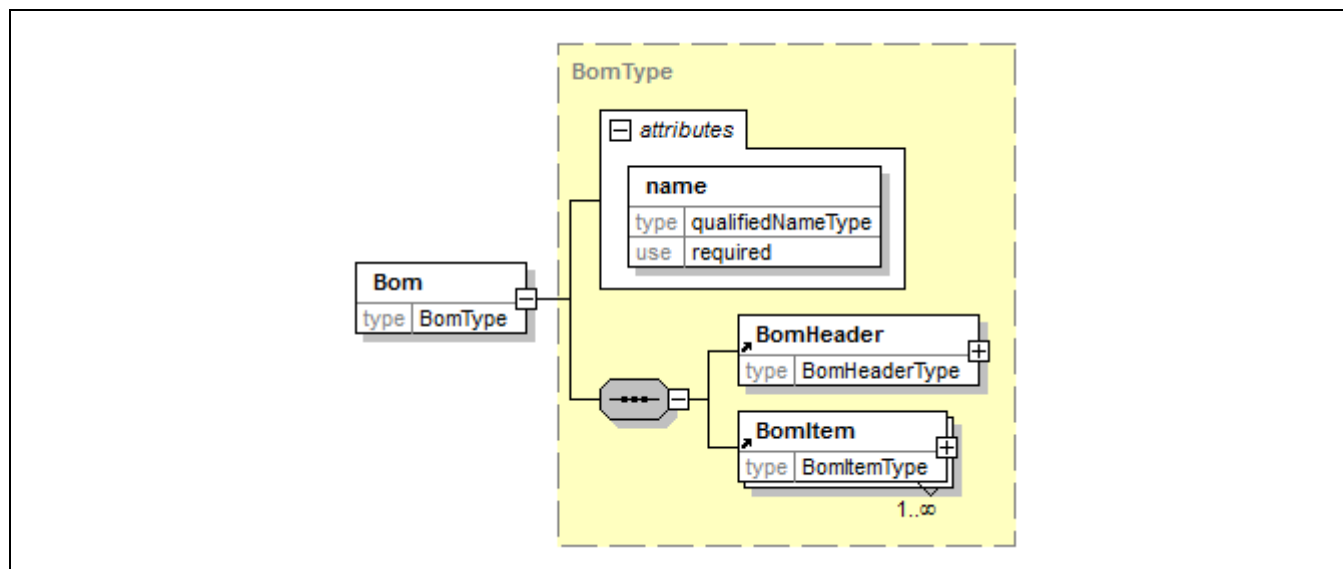 BomType
attributes
name
type qualifiedNameType
use required
Bom
type BomType
BomHeader
type BomHeaderType
BomItem
type BomItemType
1..∞